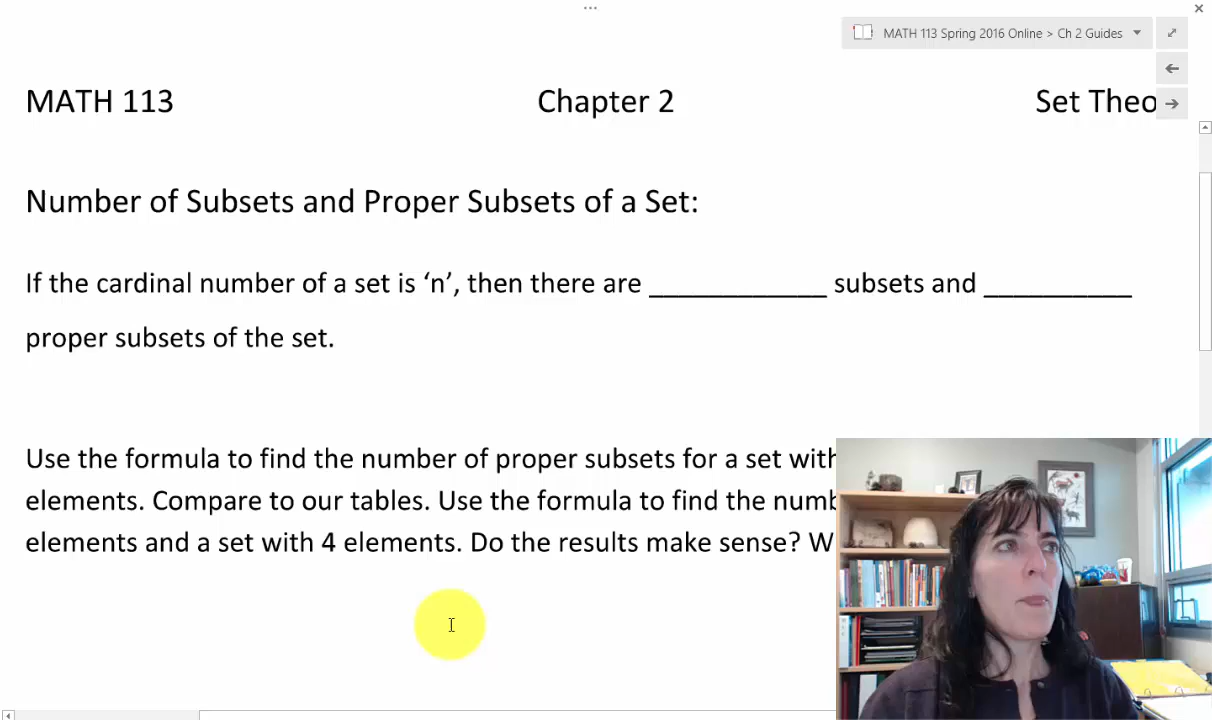 ...
MATH 113 Spring 2016 Online > Ch 2 Guides
MATH 113 Chapter 2 Set Theo
Number of Subsets and Proper Subsets of a Set:
If the cardinal number of a set is ‘n’, then there are ____________ subsets and __________
proper subsets of the set.
Use the formula to find the number of proper subsets for a set with
elements. Compare to our tables. Use the formula to find the numb
elements and a set with 4 elements. Do the results make sense? W